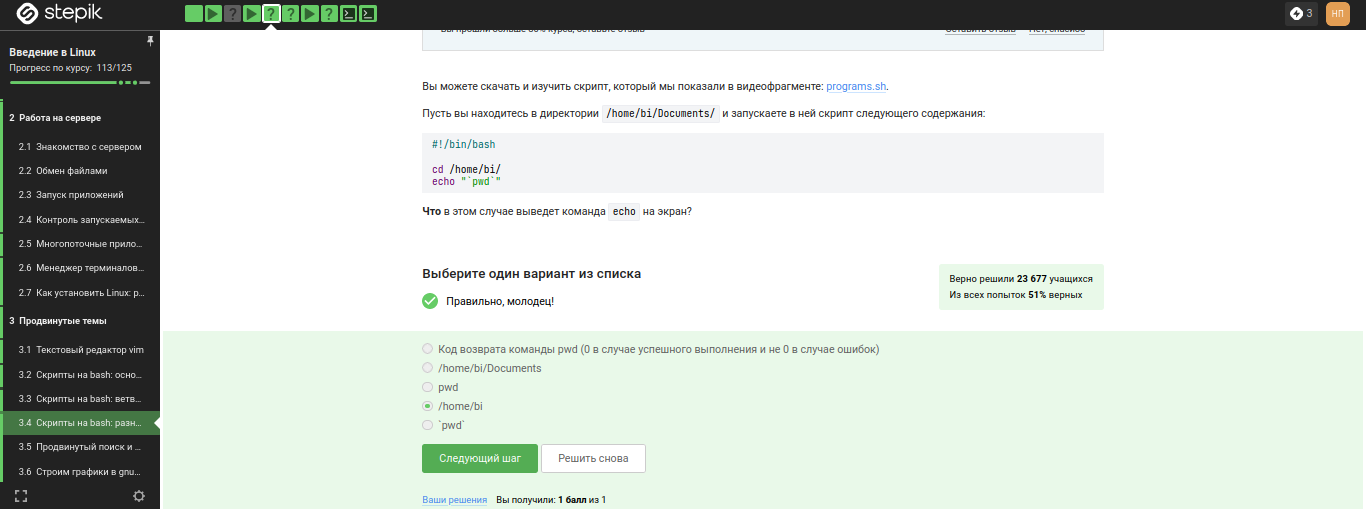 stepik
3
НП
Введение в Linux
Прогресс по курсу: 113/125
2 Работа на сервере
2.1 Знакомство с сервером
2.2 Обмен файлами
2.3 Запуск приложений
2.4 Контроль запускаемых…
2.5 Многопоточные прило…
2.6 Менеджер терминалов…
2.7 Как установить Linux: р…
3 Продвинутые темы
3.1 Текстовый редактор vim
3.2 Скрипты на bash: осно…
3.3 Скрипты на bash: ветв…
3.4 Скрипты на bash: разн…
3.5 Продвинутый поиск и …
3.6 Строим графики в gnu…
Вы можете скачать и изучить скрипт, который мы показали в видеофрагменте: programs.sh.
Пусть вы находитесь в директории /home/bi/Documents/ и запускаете в ней скрипт следующего содержания:
#!/bin/bash
cd /home/bi/
echo "`pwd`"
Что в этом случае выведет команда echo на экран?
Выберите один вариант из списка
Правильно, молодец!
Верно решили 23 677 учащихся
Из всех попыток 51% верных
Код возврата команды pwd (0 в случае успешного выполнения и не 0 в случае ошибок)
/home/bi/Documents
pwd
/home/bi
`pwd`
Следующий шаг
Решить снова
Ваши решения Вы получили: 1 балл из 1